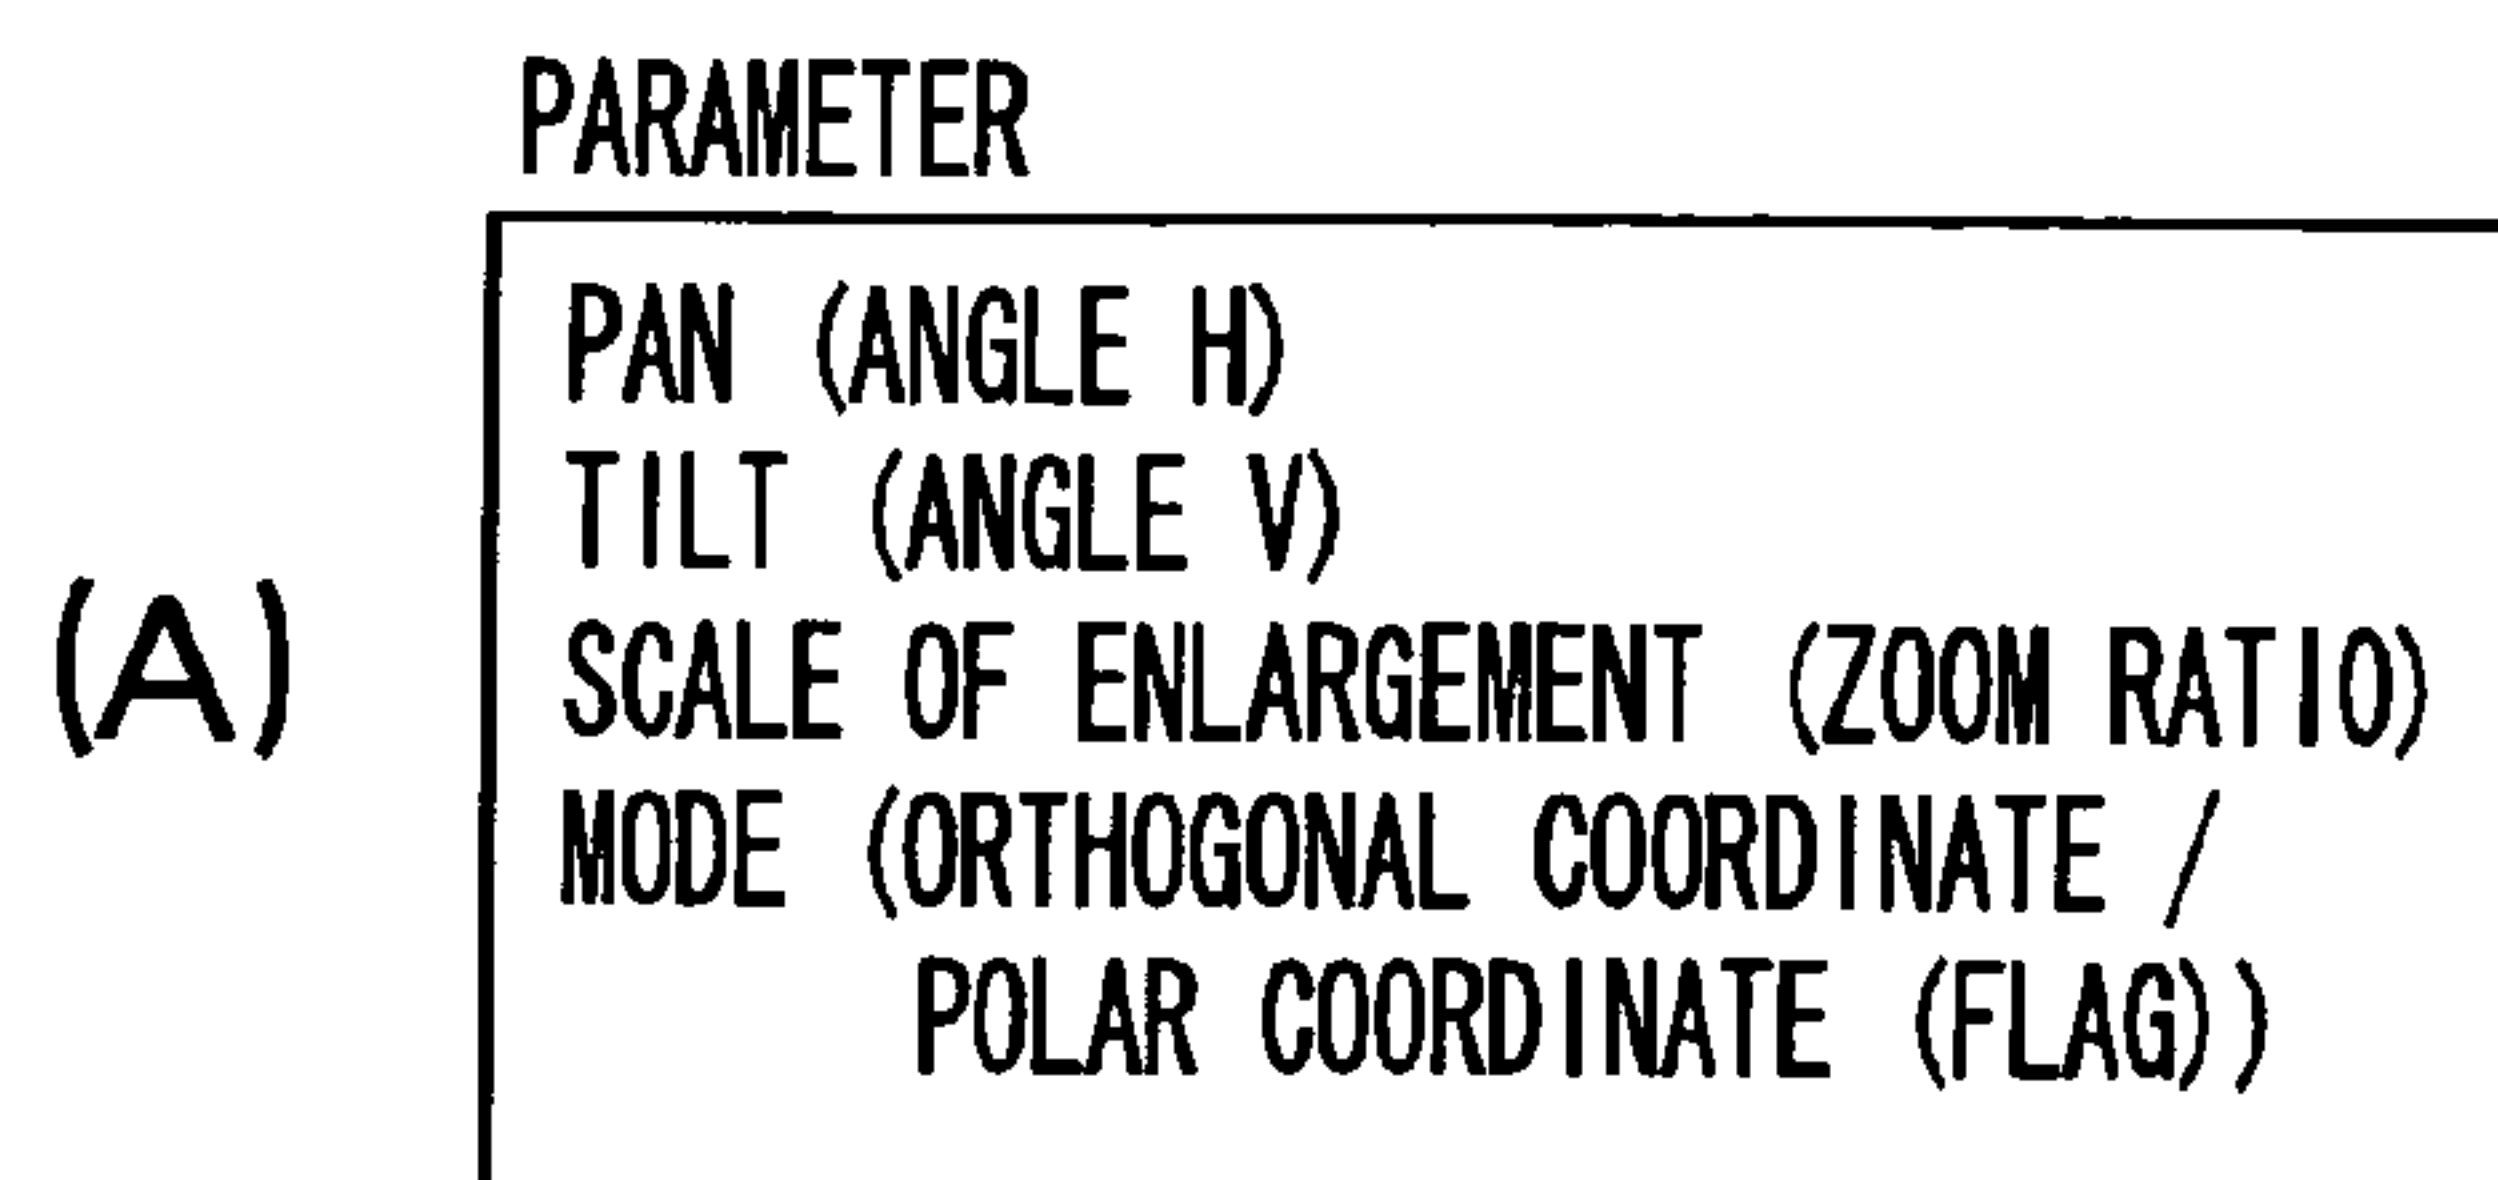 PARAMETER
PAN (ANGLE H)
TILT (ANGLE V)
(A)
SCALE OF ENLARGEMENT (ZOOM RATIO)
MODE (ORTHOGONAL COORDINATE /
POLAR COORDINATE (FLAG))